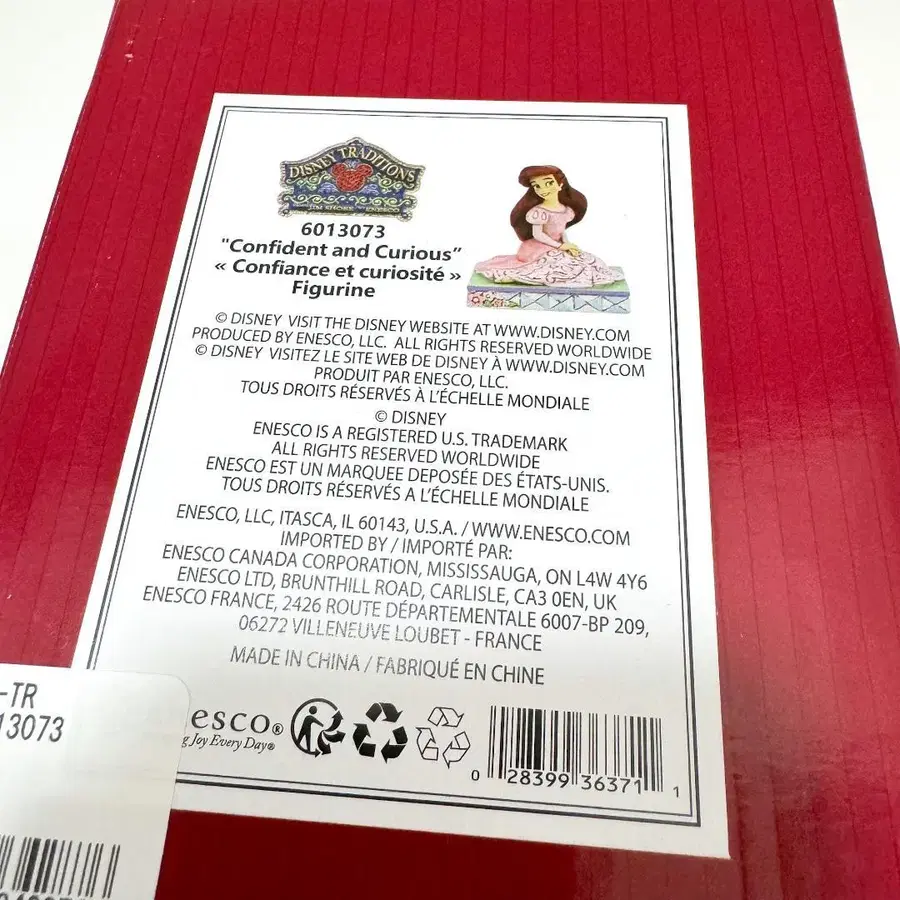 DISNEY TRADITIONS
6013073
"Confident and Curious"
« Confiance et curiosité »
Figurine
© DISNEY VISIT THE DISNEY WEBSITE AT WWW.DISNEY.COM
PRODUCED BY ENESCO, LLC. ALL RIGHTS RESERVED WORLDWIDE
© DISNEY VISITEZ LE SITE WEB DE DISNEY À WWW.DISNEY.COM
PRODUIT PAR ENESCO, LLC.
TOUS DROITS RÉSERVÉS À L'ÉCHELLE MONDIALE
© DISNEY
ENESCO IS A REGISTERED U.S. TRADEMARK
ALL RIGHTS RESERVED WORLDWIDE
ENESCO EST UN MARQUEE DEPOSÉE DES ÉTATS-UNIS.
TOUS DROITS RÉSERVÉS A L'ÉCHELLE MONDIALE
ENESCO, LLC, ITASCA, IL 60143, U.S.A. / WWW.ENESCO.COM
IMPORTED BY / IMPORTÉ PAR:
ENESCO CANADA CORPORATION, MISSISSAUGA, ON L4W 4Y6
ENESCO LTD, BRUNTHILL ROAD, CARLISLE, CA3 0EN, UK
ENESCO FRANCE, 2426 ROUTE DÉPARTEMENTALE 6007-BP 209,
06272 VILLENEUVE LOUBET - FRANCE
MADE IN CHINA / FABRIQUÉ EN CHINE
esco®
g Joy Every Day®
0 28399 36371 1
-TR
13073